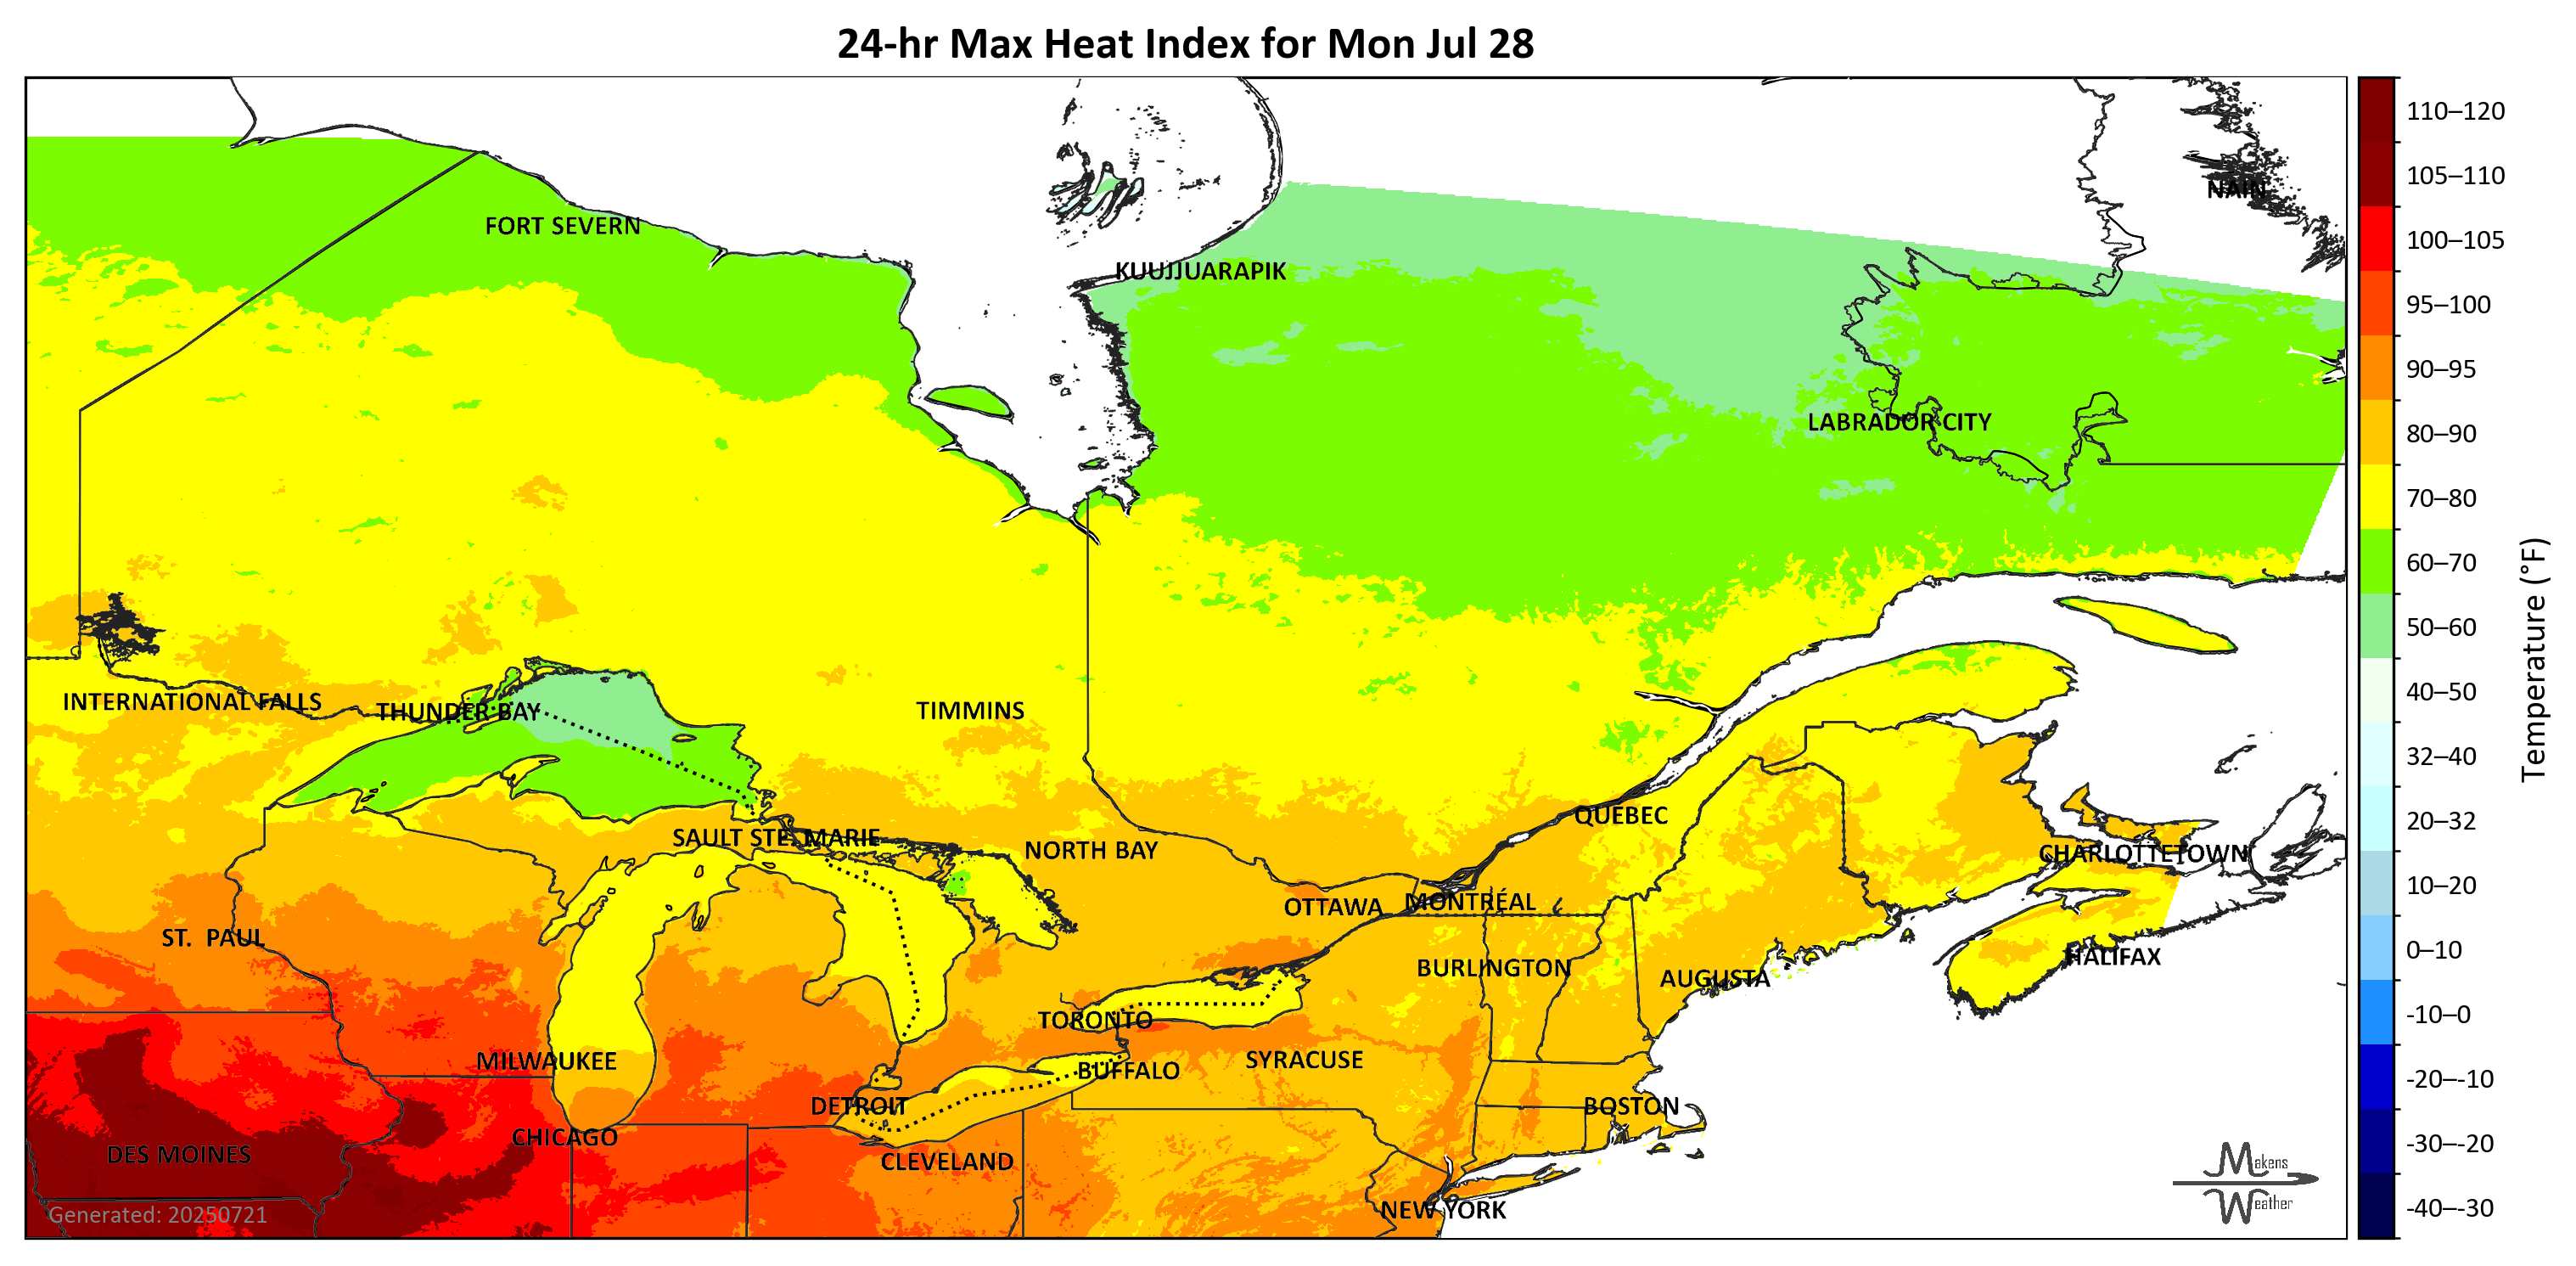 24-hr Max Heat Index for Mon Jul 28
NAIN
FORT SEVERN
KUUJJUARAPIK
LABRADOR CITY
INTERNATIONAL FALLS
THUNDER BAY
TIMMINS
QUEBEC
SAULT STE. MARIE
NORTH BAY
CHARLOTTETOWN
OTTAWA
MONTRÉAL
ST. PAUL
HALIFAX
BURLINGTON
AUGUSTA
TORONTO
MILWAUKEE
SYRACUSE
BUFFALO
DETROIT
BOSTON
CHICAGO
DES MOINES
CLEVELAND
NEW YORK
Generated: 20250721
Makens
Weather
110–120
105–110
100–105
95–100
90–95
80–90
70–80
60–70
50–60
40–50
32–40
20–32
10–20
0–10
-10–0
-20–-10
-30–-20
-40–-30
Temperature (°F)